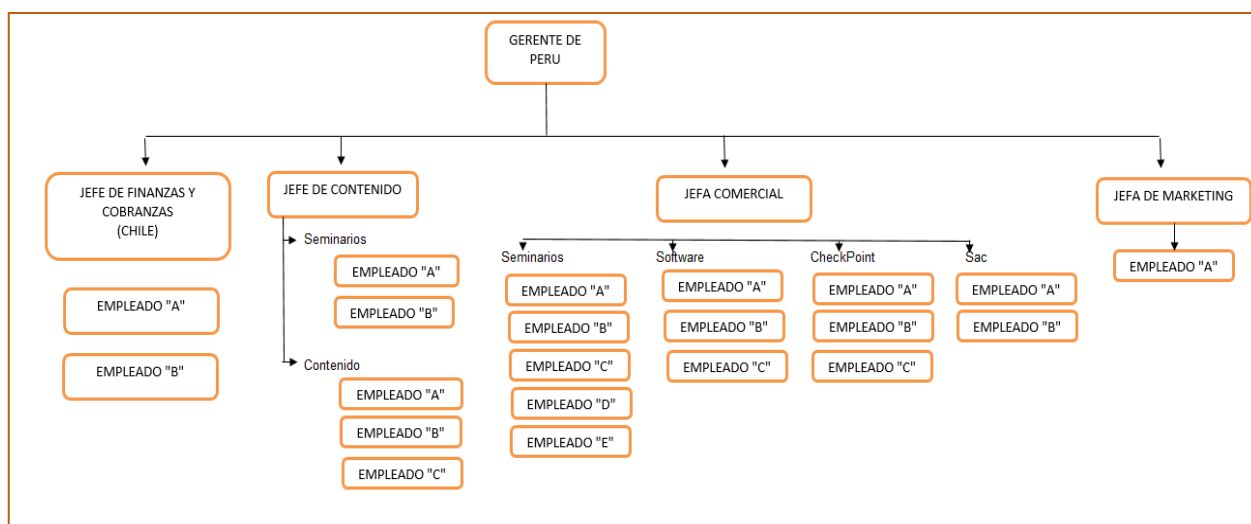 GERENTE DE
PERU
JEFE DE FINANZAS Y
COBRANZAS
(CHILE)
EMPLEADO "A"
EMPLEADO "B"
JEFE DE CONTENIDO
Seminarios
EMPLEADO "A"
EMPLEADO "B"
Contenido
EMPLEADO "A"
EMPLEADO "B"
EMPLEADO "C"
JEFA COMERCIAL
Seminarios
EMPLEADO "A"
EMPLEADO "B"
EMPLEADO "C"
EMPLEADO "D"
EMPLEADO "E"
Software
EMPLEADO "A"
EMPLEADO "B"
EMPLEADO "C"
CheckPoint
EMPLEADO "A"
EMPLEADO "B"
EMPLEADO "C"
Sac
EMPLEADO "A"
EMPLEADO "B"
JEFA DE MARKETING
EMPLEADO "A"